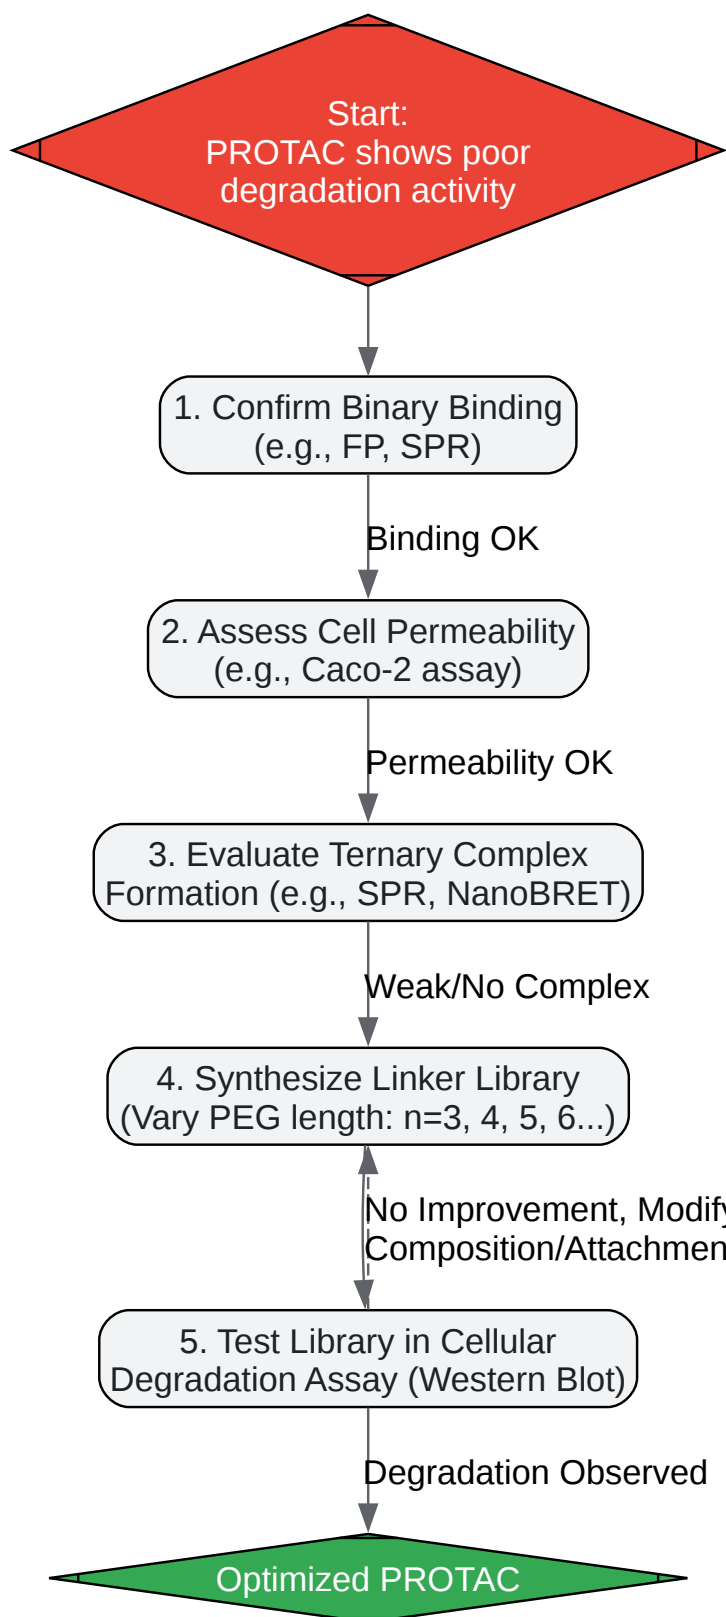 Start:
PROTAC shows poor
degradation activity
1. Confirm Binary Binding
(e.g., FP, SPR)
Binding OK
2. Assess Cell Permeability
(e.g., Caco-2 assay)
Permeability OK
3. Evaluate Ternary Complex
Formation (e.g., SPR, NanoBRET)
Weak/No Complex
4. Synthesize Linker Library
(Vary PEG length: n=3, 4, 5, 6...)
No Improvement, Modify
Composition/Attachmen
5. Test Library in Cellular
Degradation Assay (Western Blot)
Degradation Observed
Optimized PROTAC